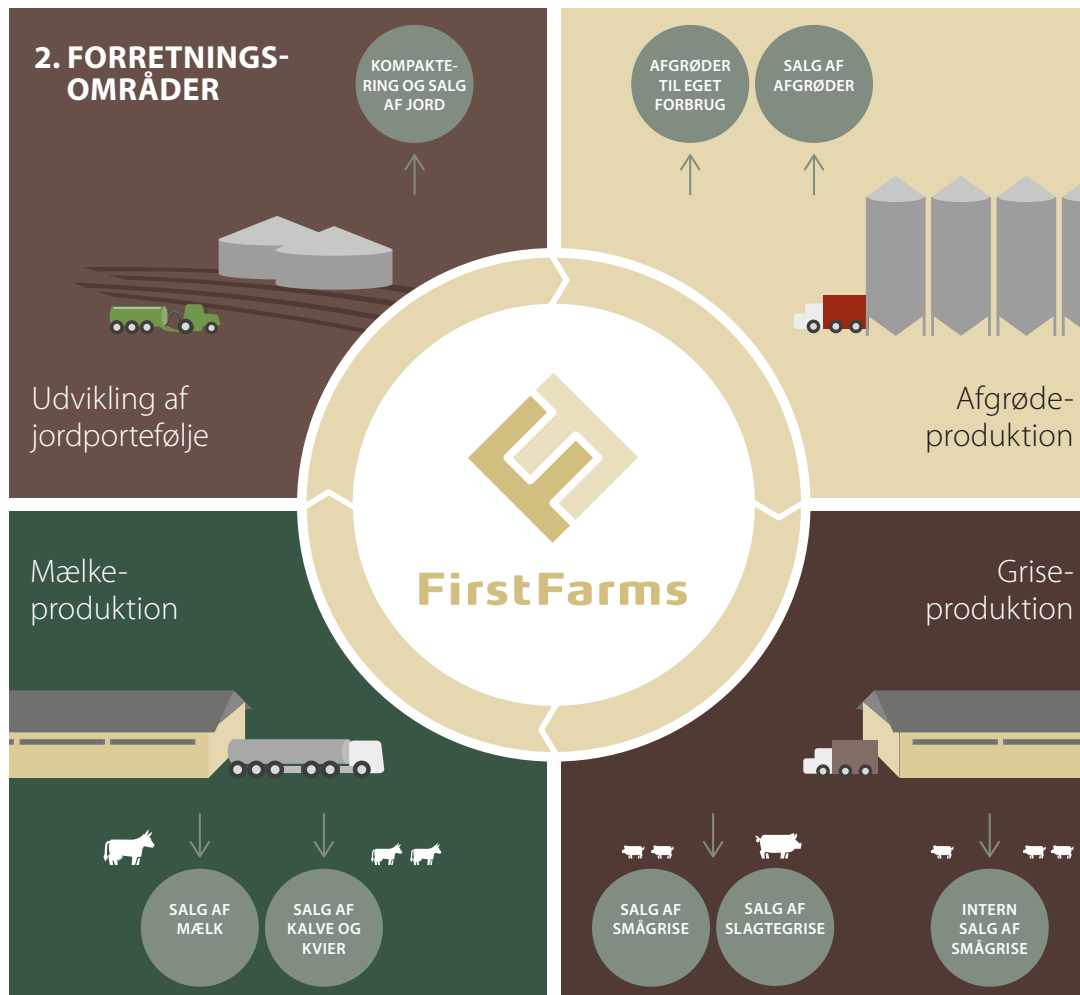 2. FORRETNINGS-
OMRÅDER
KOMPAKTE-
RING OG SALG
AF JORD
Udvikling af
jordportefølje
AFGRØDER
TIL EGET
FORBRUG
SALG AF
AFGRØDER
Afgrøde-
produktion
FirstFarms
Mælke-
produktion
SALG AF
MÆLK
SALG AF
KALVE OG
KVIER
Grise-
produktion
SALG AF
SMÅGRISE
SALG AF
SLAGTEGRISE
INTERN
SALG AF
SMÅGRISE